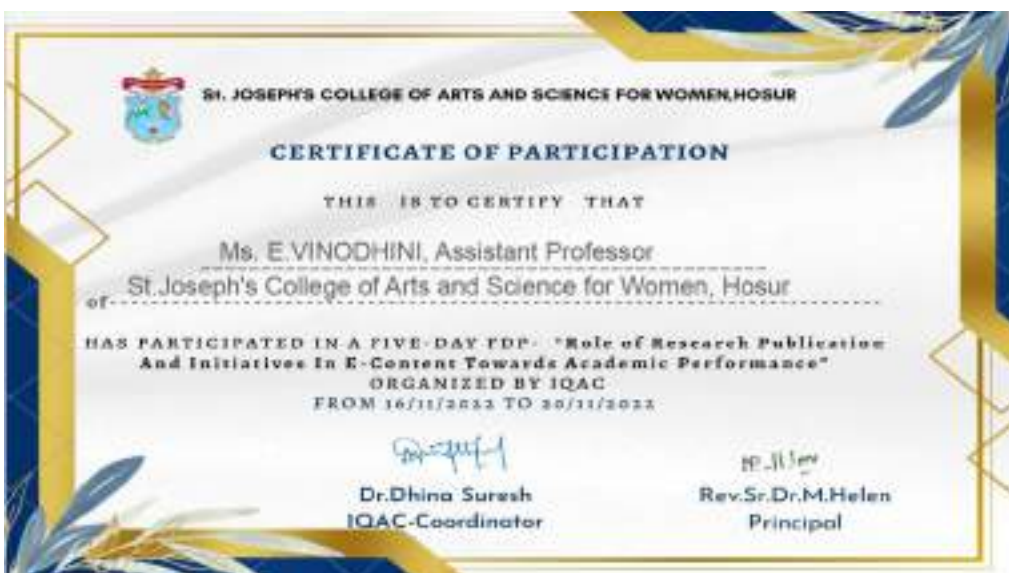 St. JOSEPH'S COLLEGE OF ARTS AND SCIENCE FOR WOMEN,HOSUR
CERTIFICATE OF PARTICIPATION
THIS IS TO CERTIFY THAT
Ms. E.VINODHINI, Assistant Professor
of St.Joseph's College of Arts and Science for Women, Hosur
HAS PARTICIPATED IN A FIVE-DAY FDP- "Role of Research Publication
And Initiatives In E-Content Towards Academic Performance"
ORGANIZED BY IQAC
FROM 16/11/2022 TO 20/11/2022
Dr.Dhina Suresh
IQAC-Coordinator
Rev.Sr.Dr.M.Helen
Principal